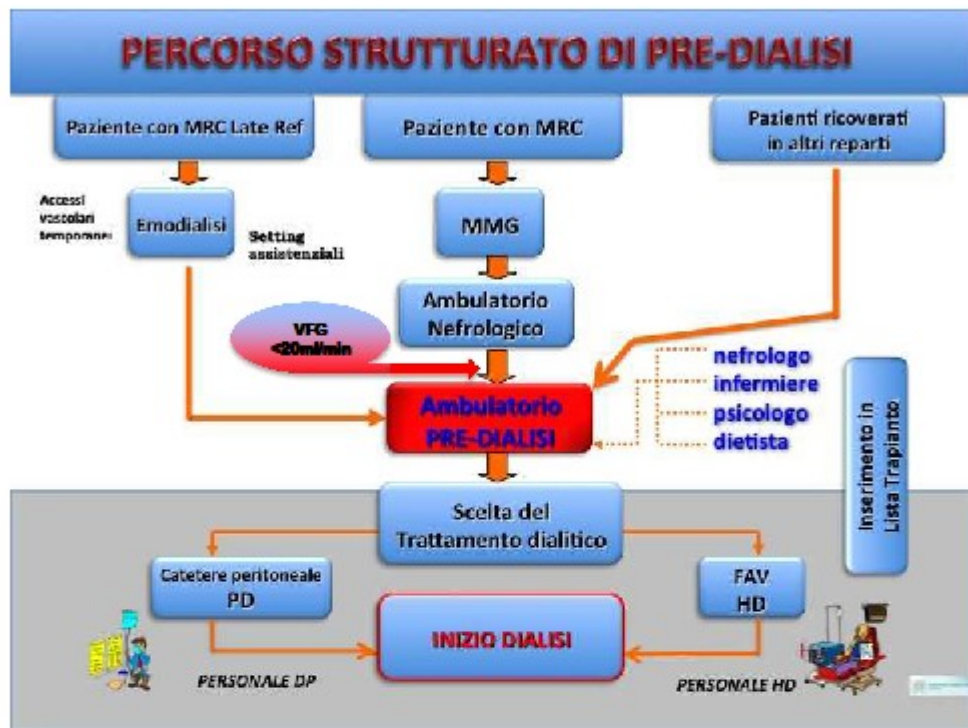 PERCORSO STRUTTURATO DI PRE-DIALISI
Paziente con MRC Late Ref
Paziente con MRC
Pazienti ricoverati
in altri reparti
Accessi
vascolari
temporanei
Emodialisi
Setting
assistenziali
MMG
Ambulatorio
Nefrologico
VFG
<20ml/min
Ambulatorio
PRE-DIALISI
nefrologo
infermiere
psicologo
dietista
Inserimento in
Lista Trapianto
Scelta del
Trattamento dialitico
Catetere peritoneale
PD
FAV
HD
INIZIO DIALISI
PERSONALE DP
PERSONALE HD